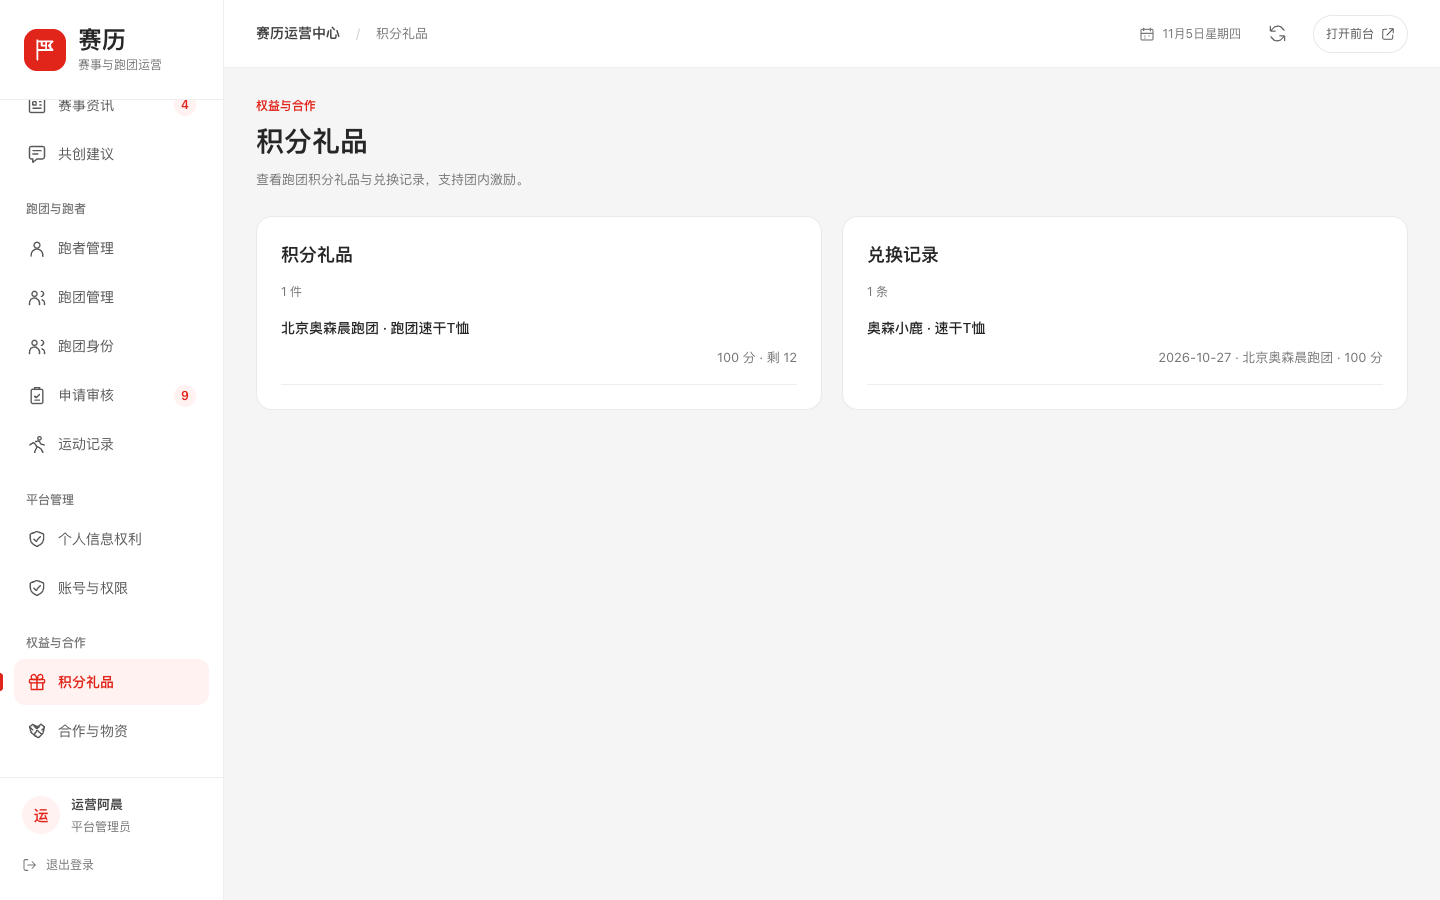 赛历
赛事与跑团运营
赛事资讯 4
共创建议
跑团与跑者
跑者管理
跑团管理
跑团身份
申请审核 9
运动记录
平台管理
个人信息权利
账号与权限
权益与合作
积分礼品
合作与物资
运 运营阿晨
平台管理员
退出登录
赛历运营中心 / 积分礼品
11月5日星期四
打开前台
权益与合作
积分礼品
查看跑团积分礼品与兑换记录，支持团内激励。
积分礼品
1 件
北京奥森晨跑团 · 跑团速干T恤
100 分 · 剩 12
兑换记录
1 条
奥森小鹿 · 速干T恤
2026-10-27 · 北京奥森晨跑团 · 100 分